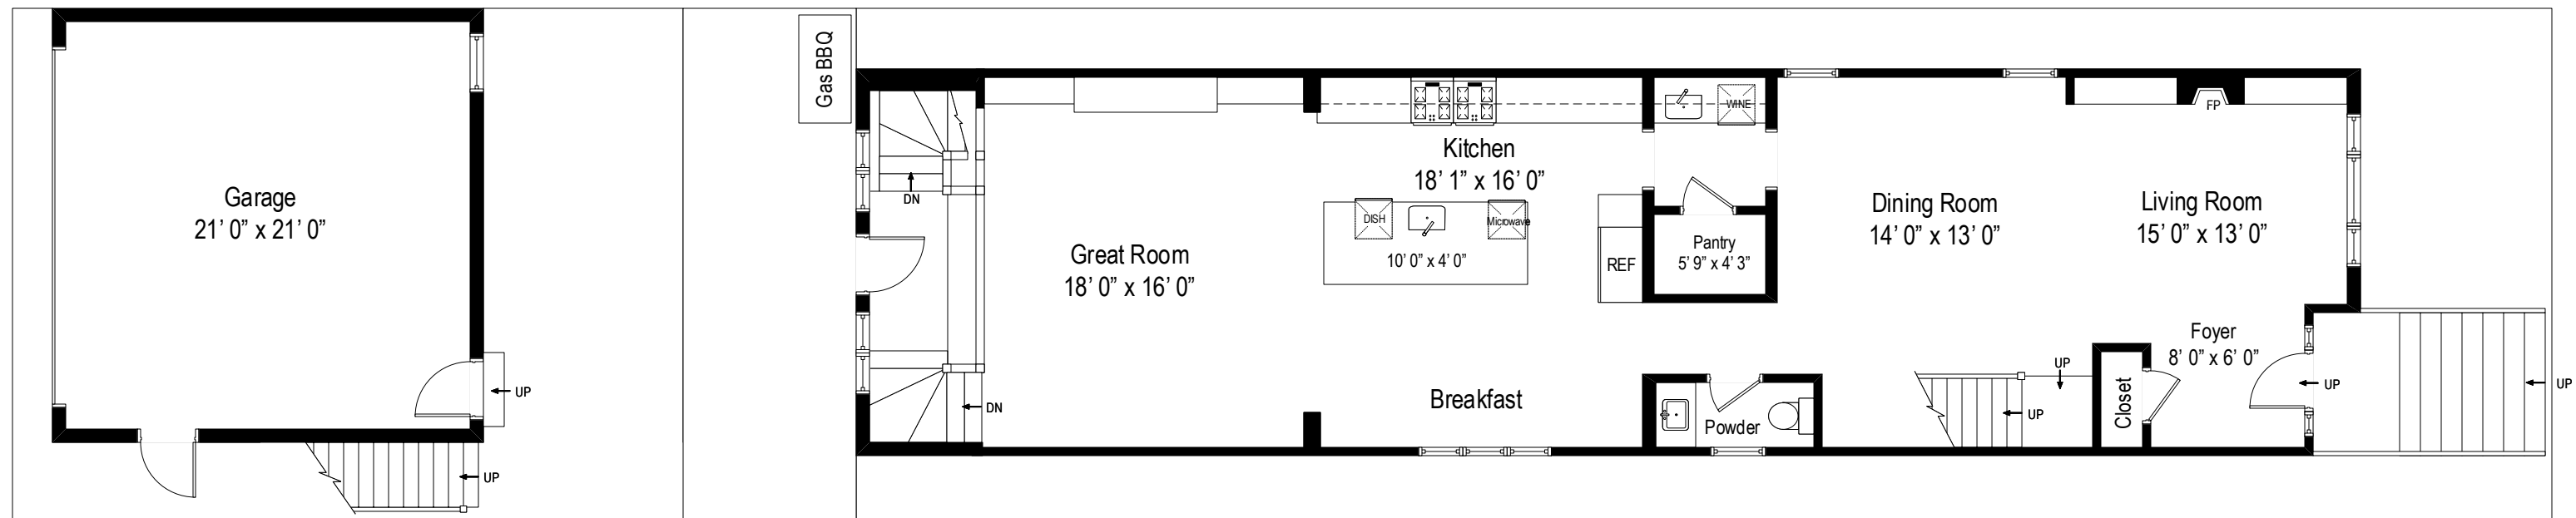 Garage
21’ 0” x 21’ 0”
UP
UP
Gas BBQ
DN
DN
Great Room
18’ 0” x 16’ 0”
Kitchen
18’ 1” x 16’ 0”
DISH
Microwave
10’ 0” x 4’ 0”
REF
Breakfast
WINE
Pantry
5’ 9” x 4’ 3”
Powder
Dining Room
14’ 0” x 13’ 0”
UP
UP
FP
Living Room
15’ 0” x 13’ 0”
Closet
Foyer
8’ 0” x 6’ 0”
UP
UP